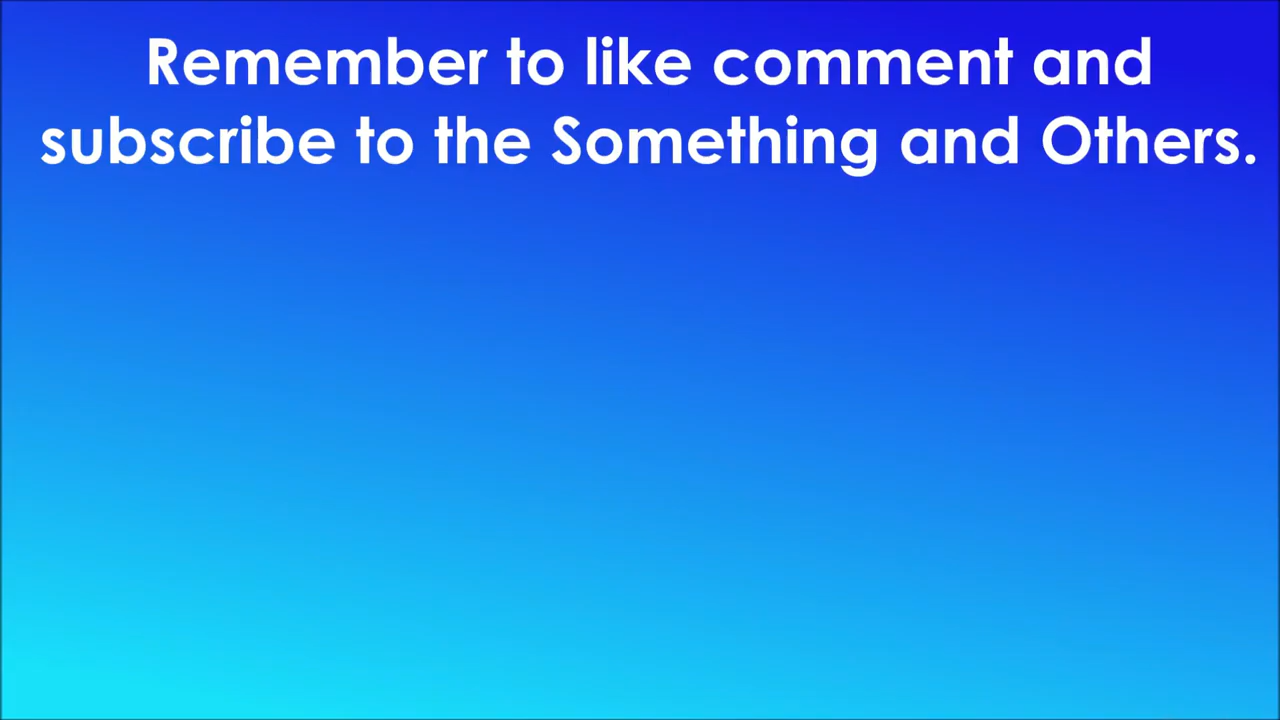 Remember to like comment and
subscribe to the Something and Others.